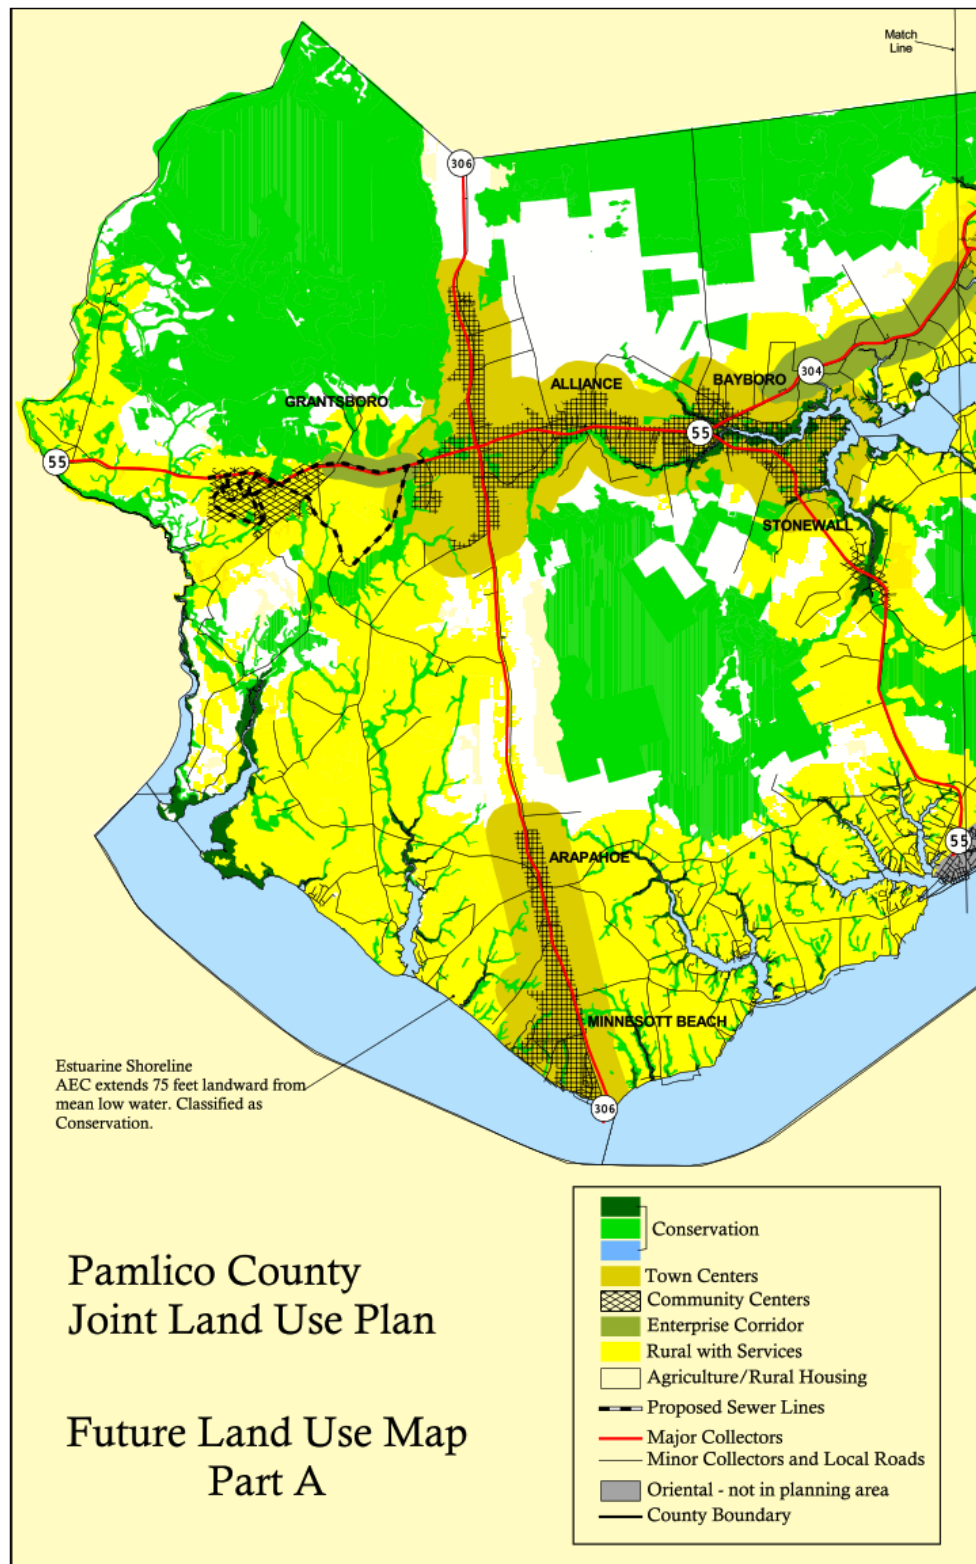 Match
Line
306
304
GRANTSBORO
ALLIANCE
BAYBORO
55
55
STONEWALL
55
ARAPAHOE
MINNESOTT BEACH
306
Estuarine Shoreline
AEC extends 75 feet landward from
mean low water. Classified as
Conservation.
Pamlico County
Joint Land Use Plan
Future Land Use Map
Part A
Conservation
Town Centers
Community Centers
Enterprise Corridor
Rural with Services
Agriculture/Rural Housing
Proposed Sewer Lines
Major Collectors
Minor Collectors and Local Roads
Oriental - not in planning area
County Boundary